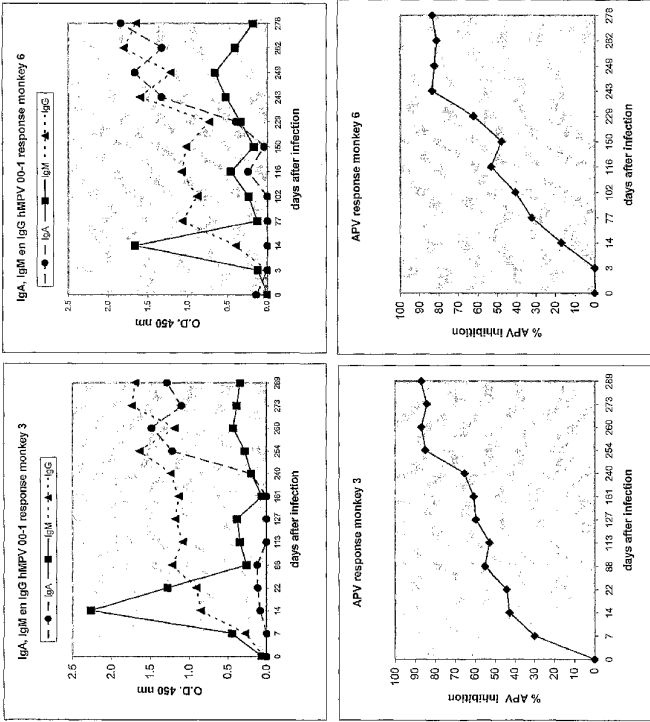 IgA, IgM en IgG hMPV 00-1 response monkey 3
IgA IgM IgG
O.D. 450 nm
2.5
2.0
1.5
1.0
0.5
0.0
0 7 14 22 86 113 127 181 240 254 260 273 289
days after infection
IgA, IgM en IgG hMPV 00-1 response monkey 6
IgA IgM IgG
O.D. 450 nm
2.5
2.0
1.5
1.0
0.5
0.0
0 3 14 77 102 116 150 229 243 249 262 278
days after infection
APV response monkey 3
% APV inhibition
100
90
80
70
60
50
40
30
20
10
0
0 7 14 22 86 113 127 181 240 254 260 273 289
days after infection
APV response monkey 6
% APV inhibition
100
90
80
70
60
50
40
30
20
10
0
0 3 14 77 102 116 150 229 243 249 262 278
days after infection